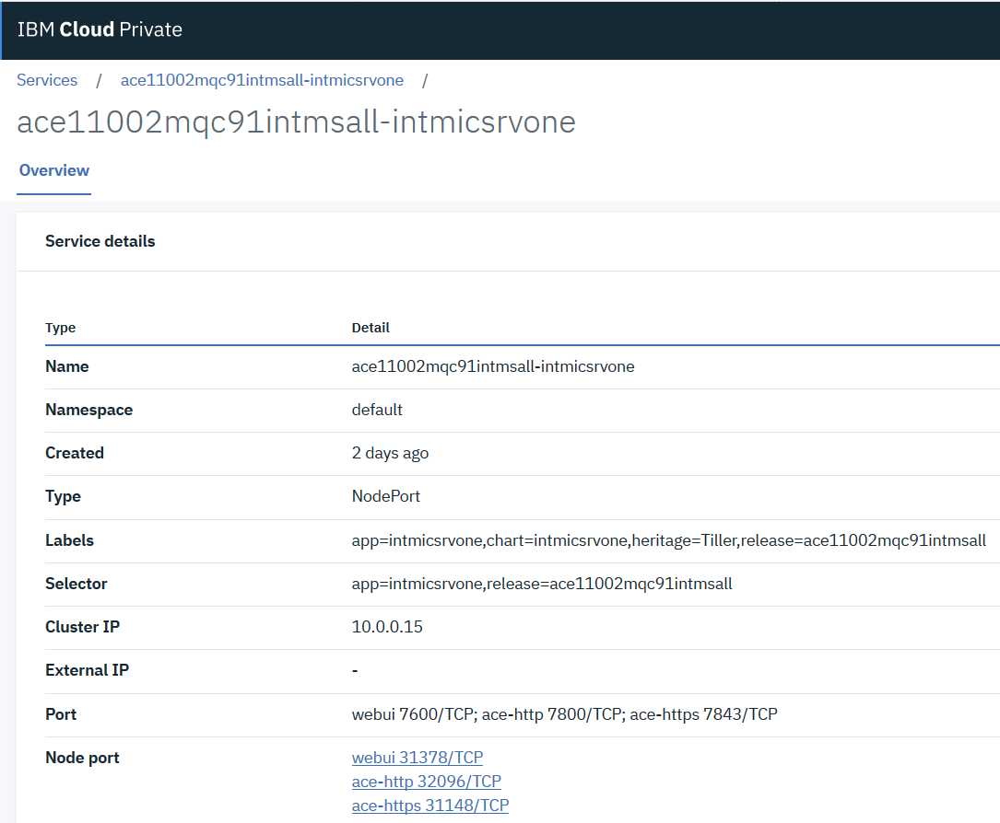 IBM Cloud Private
Services / ace11002mqc91intmsall-intmicsrvone /
ace11002mqc91intmsall-intmicsrvone
Overview
Service details
Type Detail
Name ace11002mqc91intmsall-intmicsrvone
Namespace default
Created 2 days ago
Type NodePort
Labels app=intmicsrvone,chart=intmicsrvone,heritage=Tiller,release=ace11002mqc91intmsall
Selector app=intmicsrvone,release=ace11002mqc91intmsall
Cluster IP 10.0.0.15
External IP -
Port webui 7600/TCP; ace-http 7800/TCP; ace-https 7843/TCP
Node port webui 31378/TCP
ace-http 32096/TCP
ace-https 31148/TCP